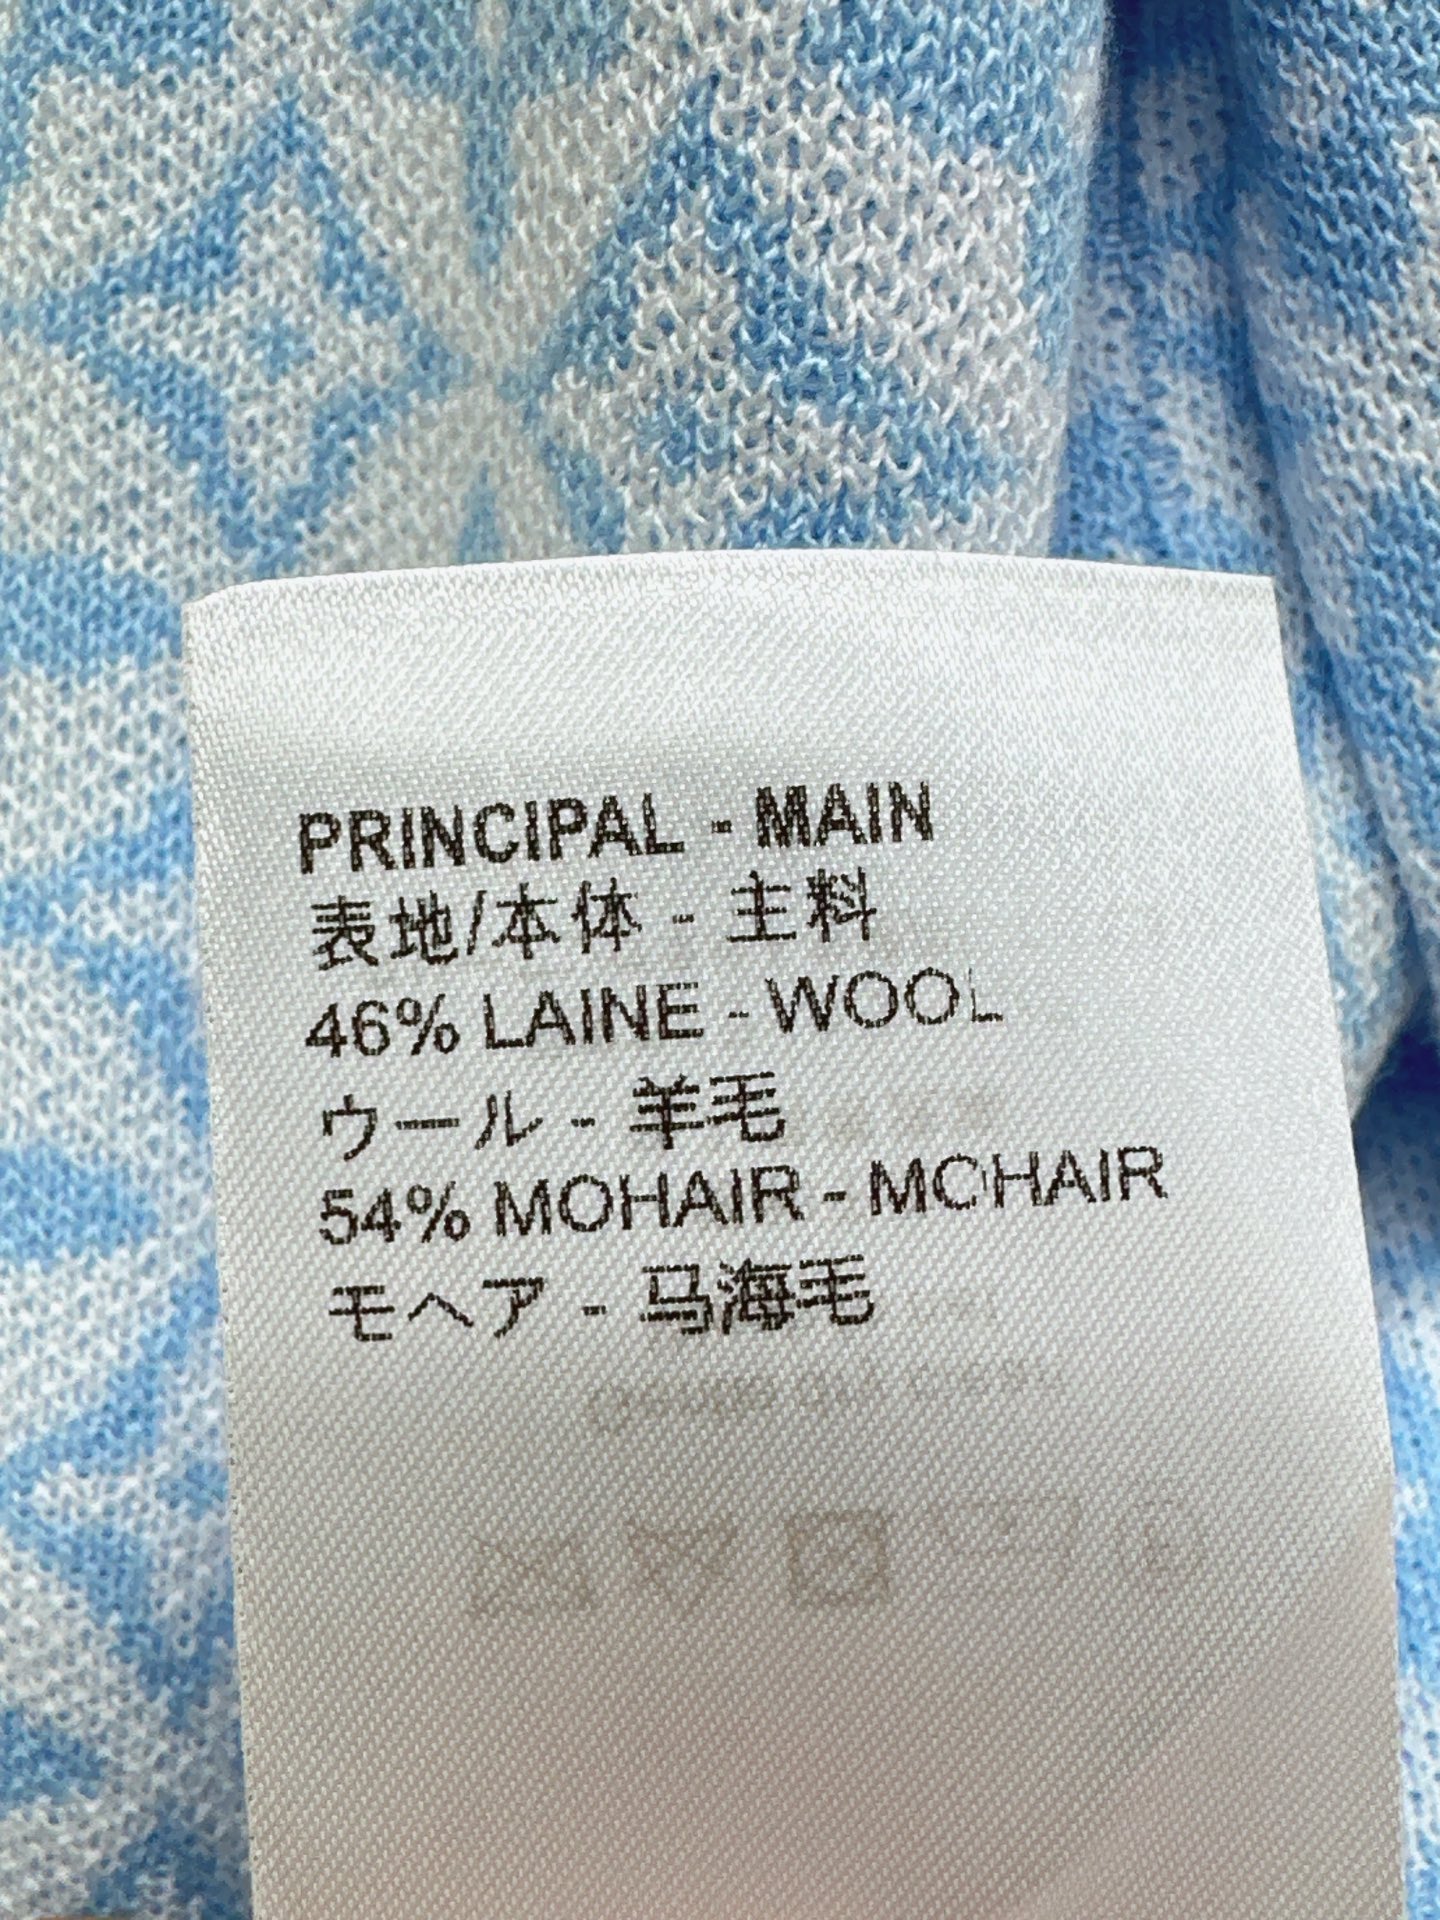 PRINCIPAL - MAIN
表地/本体 - 主料
46% LAINE - WOOL
ウール - 羊毛
54% MOHAIR - MOHAIR
モヘア - 马海毛